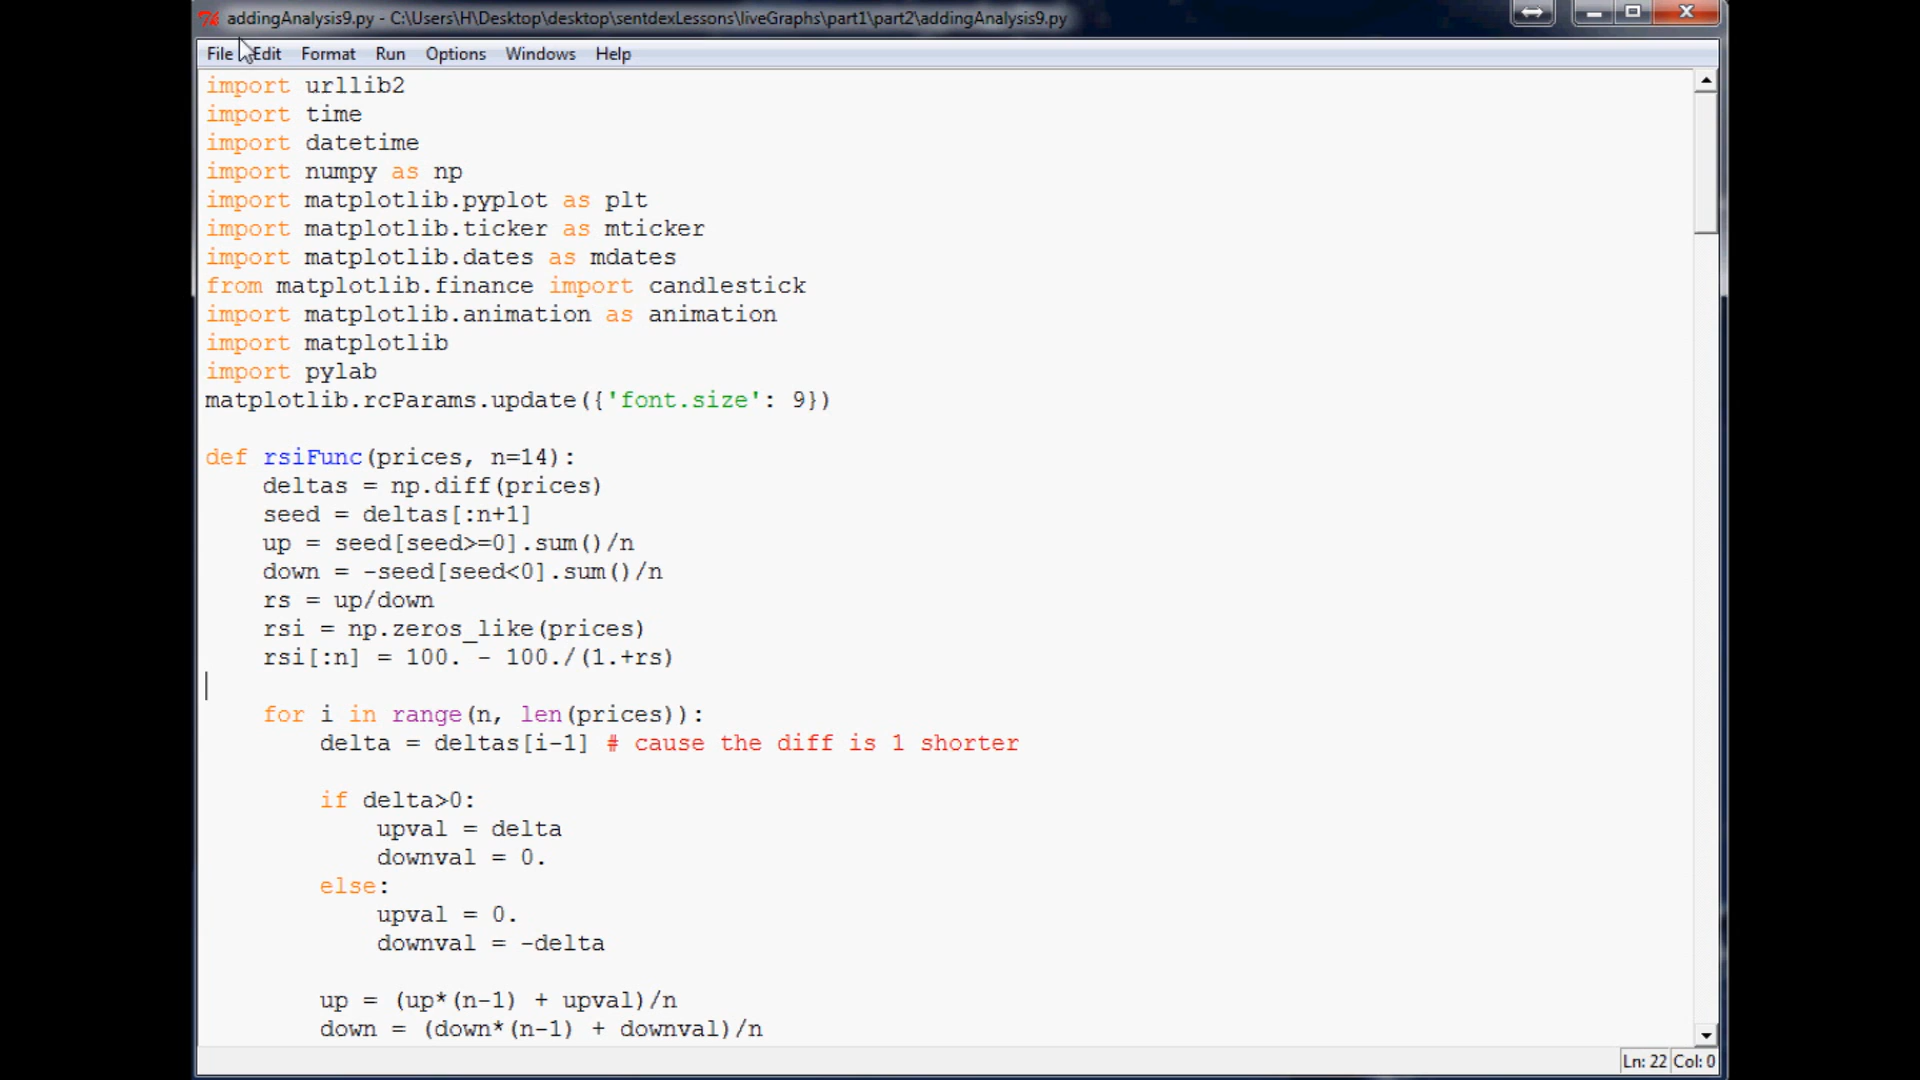 addingAnalysis9.py - C:\Users\H\Desktop\desktop\sentdexLessons\liveGraphs\part1\part2\addingAnalysis9.py
File Edit Format Run Options Windows Help
import urllib2
import time
import datetime
import numpy as np
import matplotlib.pyplot as plt
import matplotlib.ticker as mticker
import matplotlib.dates as mdates
from matplotlib.finance import candlestick
import matplotlib.animation as animation
import matplotlib
import pylab
matplotlib.rcParams.update({'font.size': 9})

def rsiFunc(prices, n=14):
    deltas = np.diff(prices)
    seed = deltas[:n+1]
    up = seed[seed>=0].sum()/n
    down = -seed[seed<0].sum()/n
    rs = up/down
    rsi = np.zeros_like(prices)
    rsi[:n] = 100. - 100./(1.+rs)

    for i in range(n, len(prices)):
        delta = deltas[i-1] # cause the diff is 1 shorter

        if delta>0:
            upval = delta
            downval = 0.
        else:
            upval = 0.
            downval = -delta

        up = (up*(n-1) + upval)/n
        down = (down*(n-1) + downval)/n
Ln: 22 Col: 0